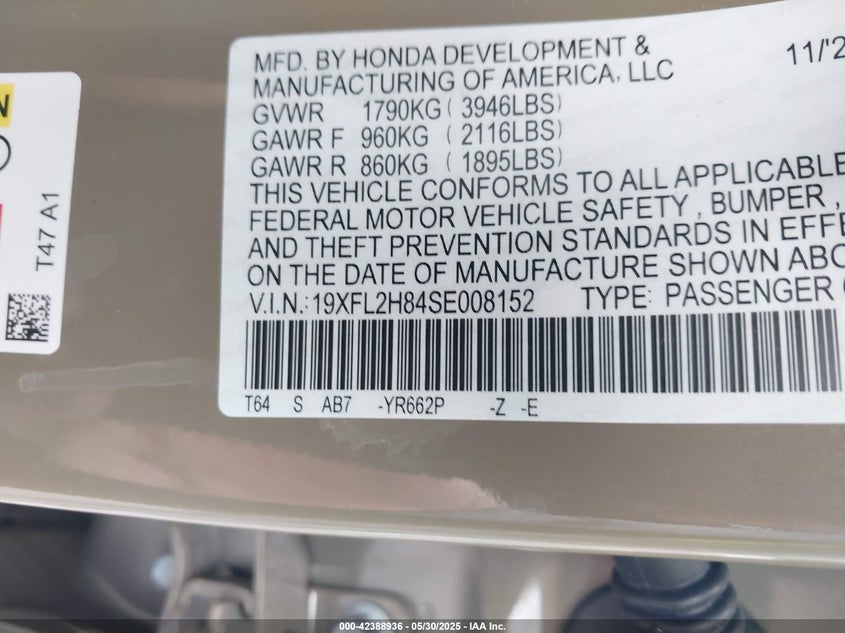 MFD. BY HONDA DEVELOPMENT &
MANUFACTURING OF AMERICA, LLC
11/'2
GVWR 1790KG ( 3946LBS)
GAWR F 960KG ( 2116LBS)
GAWR R 860KG ( 1895LBS)
THIS VEHICLE CONFORMS TO ALL APPLICABLE
FEDERAL MOTOR VEHICLE SAFETY , BUMPER ,
AND THEFT PREVENTION STANDARDS IN EFFE
ON THE DATE OF MANUFACTURE SHOWN ABO
V.I.N.: 19XFL2H84SE008152 TYPE: PASSENGER
T64 S AB7 -YR662P -Z -E
N
T47 A1
000-42388936 - 05/30/2025 - IAA Inc.